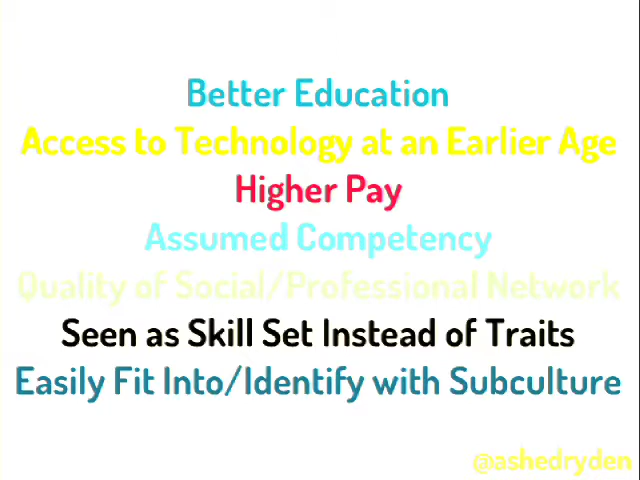 Better Education
Access to Technology at an Earlier Age
Higher Pay
Assumed Competency
Quality of Social/Professional Network
Seen as Skill Set Instead of Traits
Easily Fit Into/Identify with Subculture
@ashedryden